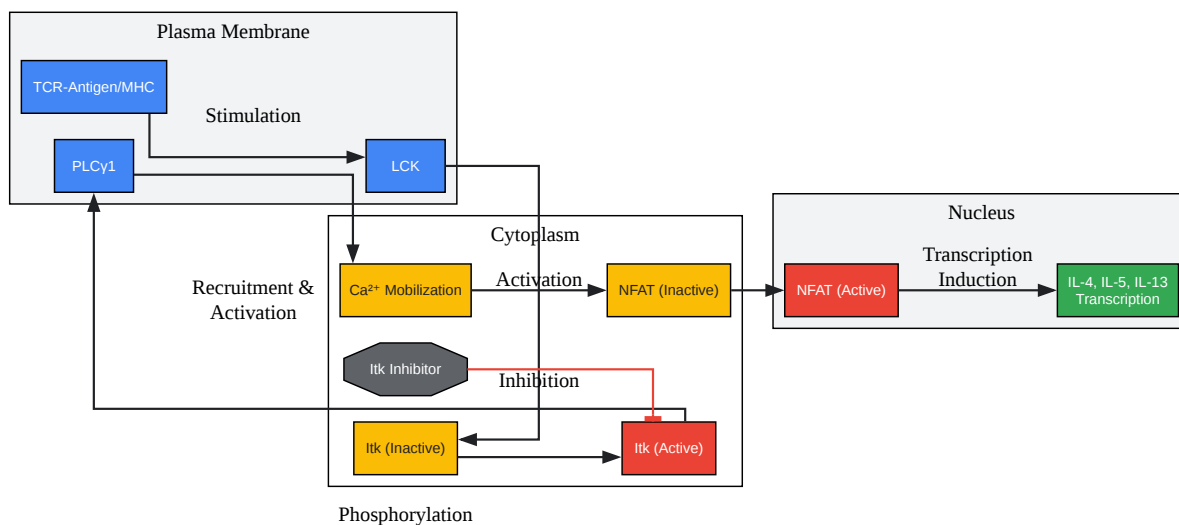 Plasma Membrane
TCR-Antigen/MHC
Stimulation
PLCγ1
LCK
Cytoplasm
Recruitment &
Activation
Ca²⁺ Mobilization
Activation
NFAT (Inactive)
Nucleus
NFAT (Active)
Transcription
Induction
IL-4, IL-5, IL-13
Transcription
Itk Inhibitor
Inhibition
Itk (Inactive)
Itk (Active)
Phosphorylation